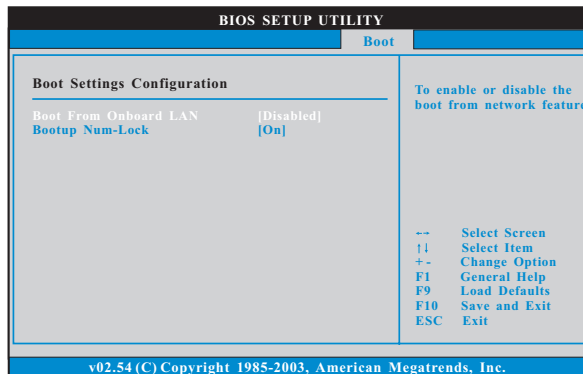 BIOS SETUP UTILITY
Boot
Boot Settings Configuration
Boot From Onboard LAN [Disabled]
Bootup Num-Lock [On]
To enable or disable the
boot from network feature
←→ Select Screen
↑↓ Select Item
+ - Change Option
F1 General Help
F9 Load Defaults
F10 Save and Exit
ESC Exit
v02.54 (C) Copyright 1985-2003, American Megatrends, Inc.